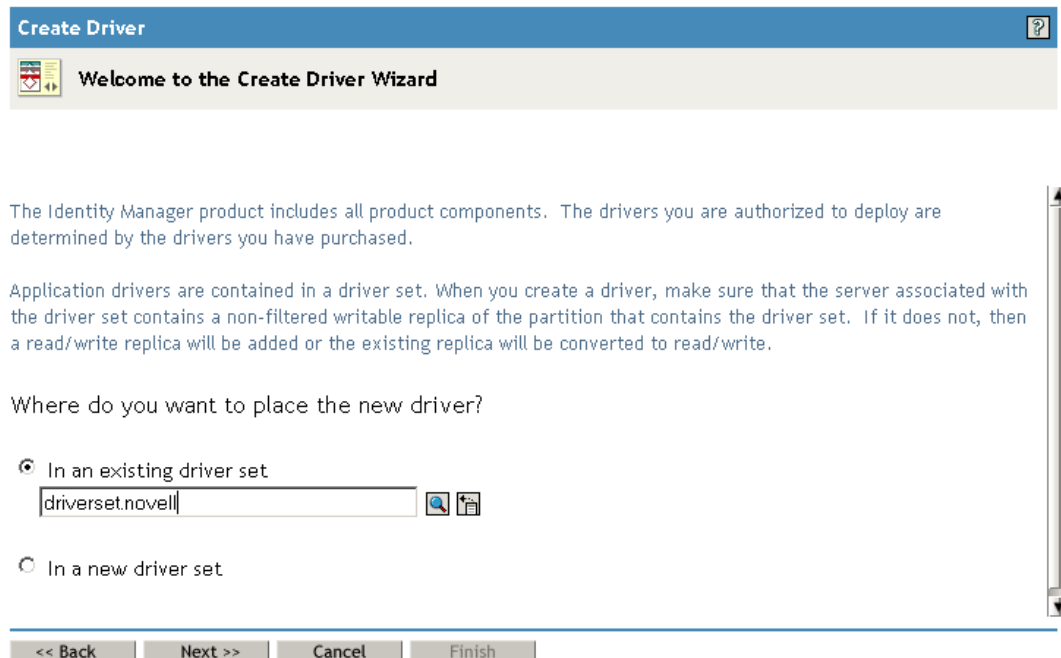 Create Driver
?
Welcome to the Create Driver Wizard
The Identity Manager product includes all product components. The drivers you are authorized to deploy are
determined by the drivers you have purchased.
Application drivers are contained in a driver set. When you create a driver, make sure that the server associated with
the driver set contains a non-filtered writable replica of the partition that contains the driver set. If it does not, then
a read/write replica will be added or the existing replica will be converted to read/write.
Where do you want to place the new driver?
In an existing driver set
driverset.novell
In a new driver set
<< Back Next >> Cancel Finish